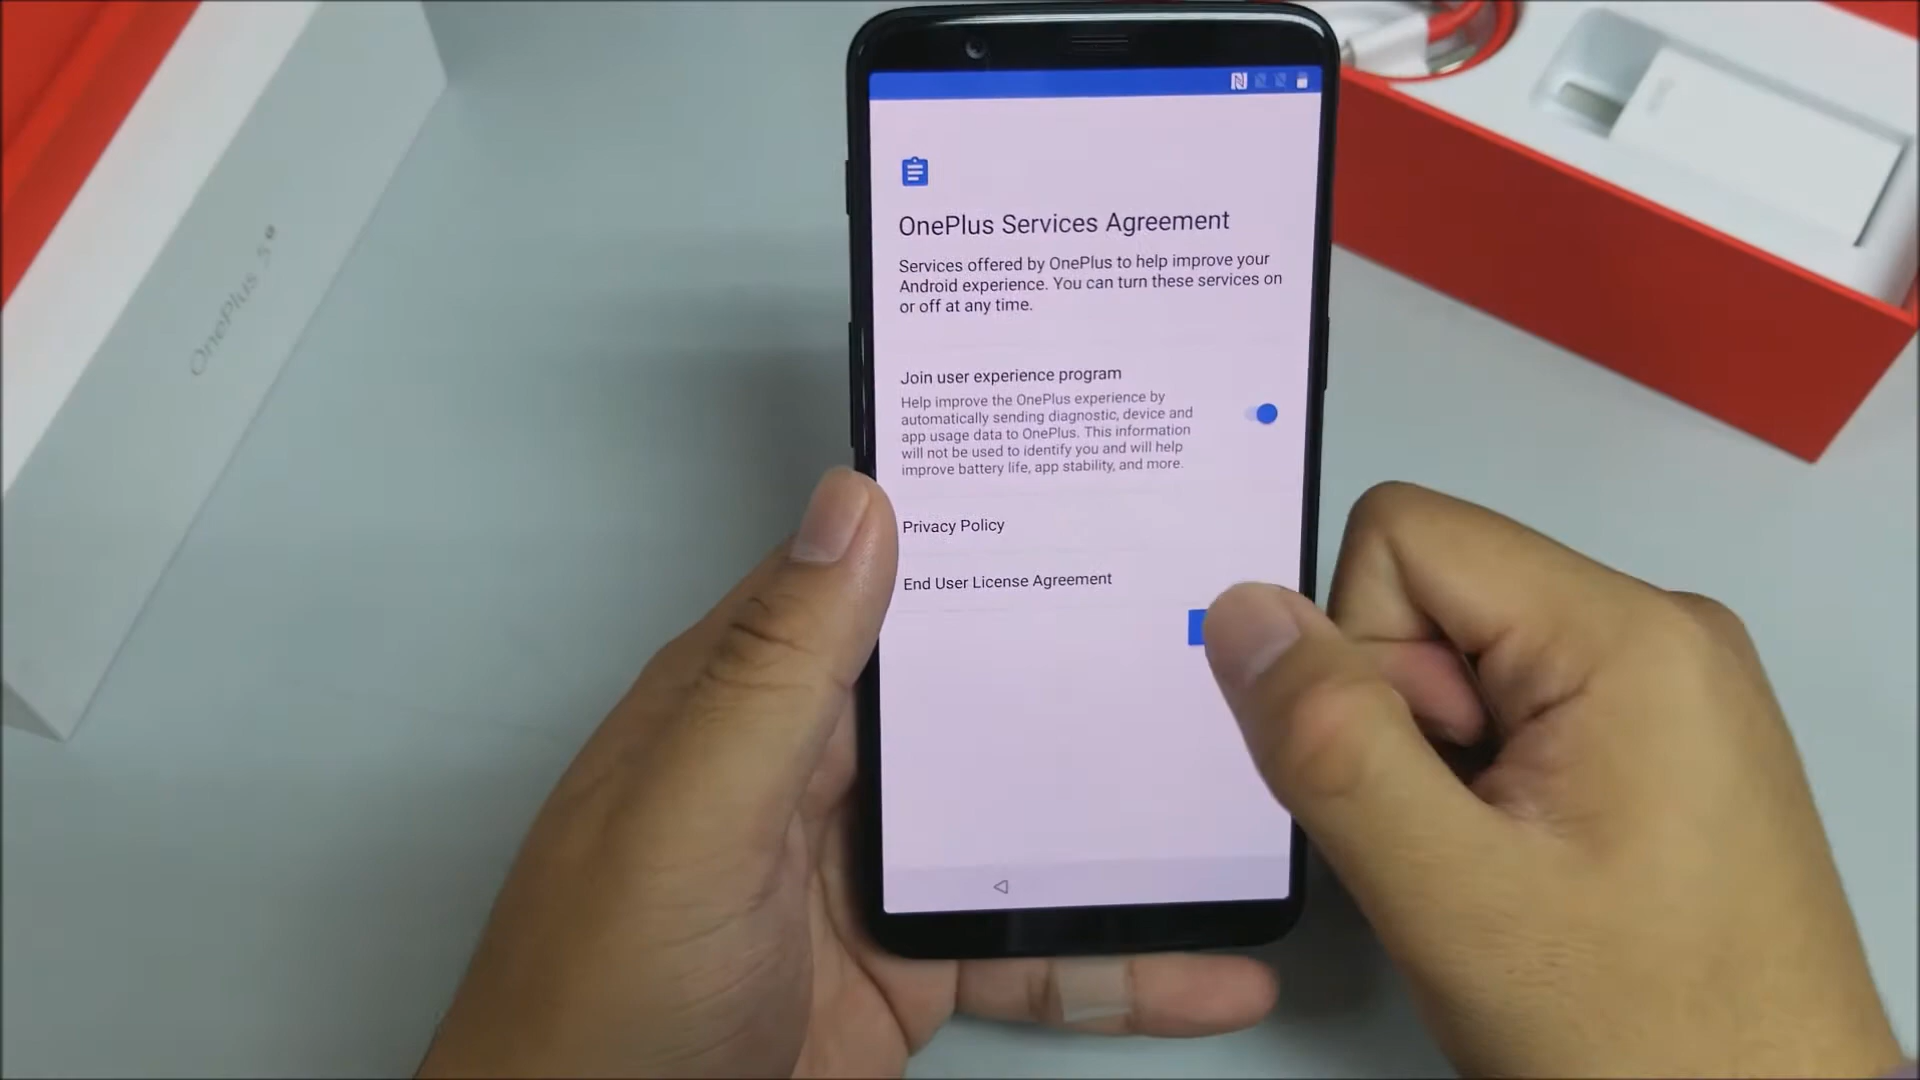 OnePlus Services Agreement
Services offered by OnePlus to help improve your
Android experience. You can turn these services on
or off at any time.
Join user experience program
Help improve the OnePlus experience by
automatically sending diagnostic, device and
app usage data to OnePlus. This information
will not be used to identify you and will help
improve battery life, app stability, and more.
Privacy Policy
End User License Agreement
OnePlus 5